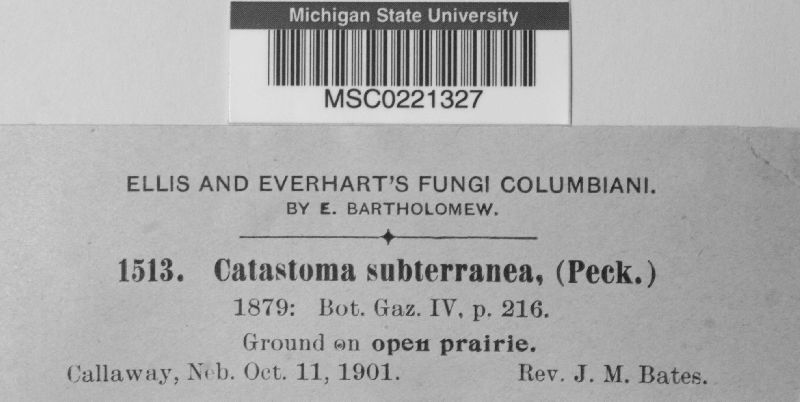 Michigan State University
MSC0221327
ELLIS AND EVERHART'S FUNGI COLUMBIANI.
BY E. BARTHOLOMEW.
1513. Catastoma subterranea, (Peck.)
1879: Bot. Gaz. IV, p. 216.
Ground on open prairie.
Callaway, Neb. Oct. 11, 1901. Rev. J. M. Bates.